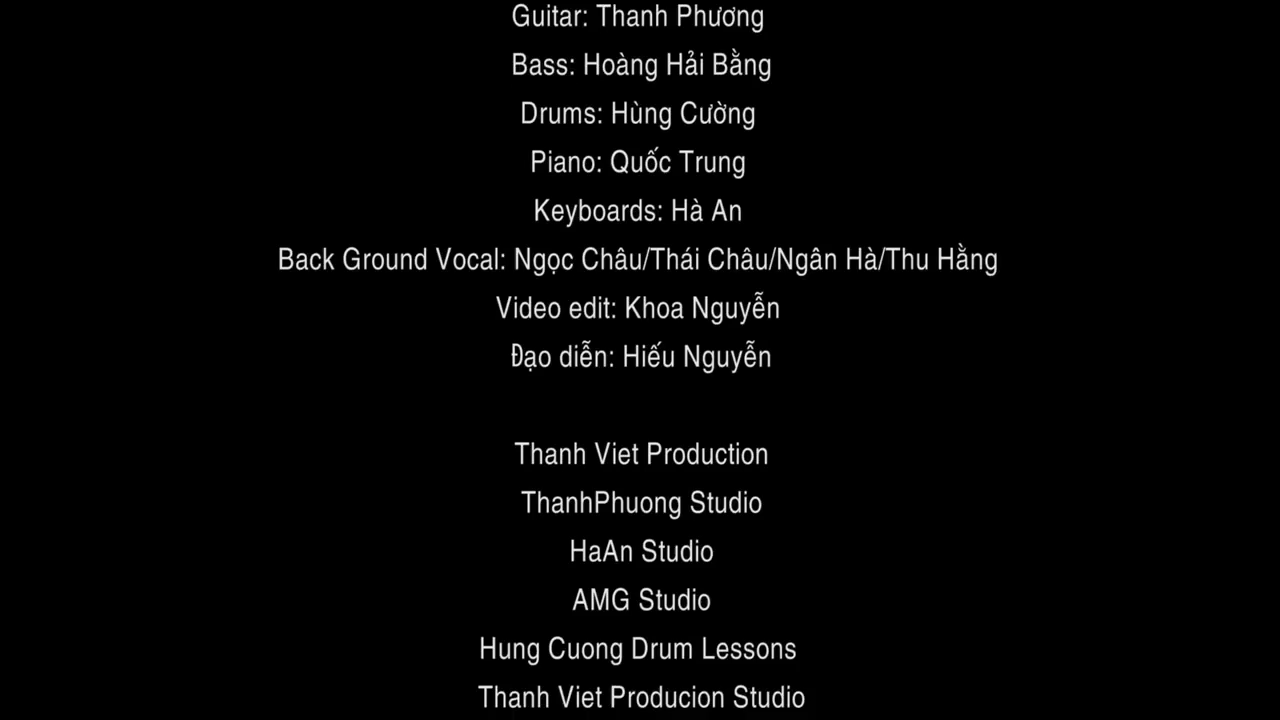 Guitar: Thanh Phương
Bass: Hoàng Hải Bằng
Drums: Hùng Cường
Piano: Quốc Trung
Keyboards: Hà An
Back Ground Vocal: Ngọc Châu/Thái Châu/Ngân Hà/Thu Hằng
Video edit: Khoa Nguyễn
Đạo diễn: Hiếu Nguyễn
Thanh Viet Production
ThanhPhuong Studio
HaAn Studio
AMG Studio
Hung Cuong Drum Lessons
Thanh Viet Producion Studio